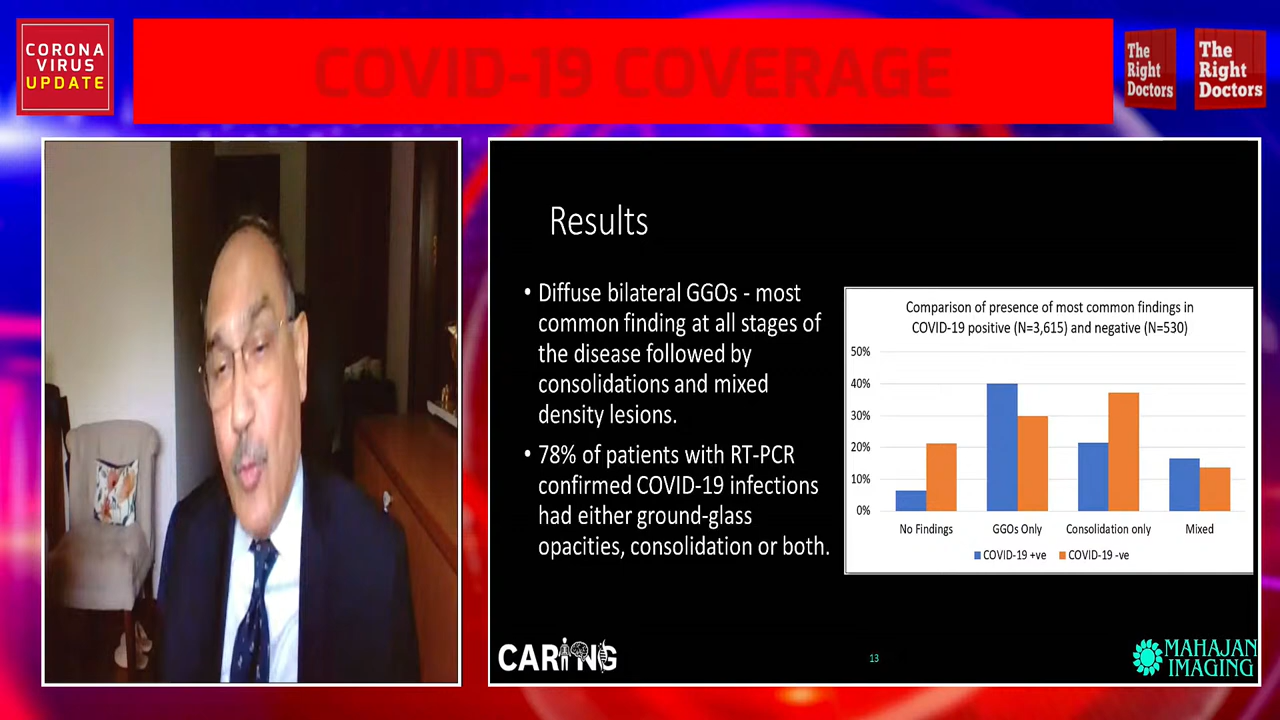 CORONA
VIRUS
UPDATE
COVID-19 COVERAGE
The
Right
Doctors
The
Right
Doctors
Results
• Diffuse bilateral GGOs - most
common finding at all stages of
the disease followed by
consolidations and mixed
density lesions.
• 78% of patients with RT-PCR
confirmed COVID-19 infections
had either ground-glass
opacities, consolidation or both.
Comparison of presence of most common findings in
COVID-19 positive (N=3,615) and negative (N=530)
50%
40%
30%
20%
10%
0%
No Findings GGOs Only Consolidation only Mixed
COVID-19 +ve COVID-19 -ve
CARING
13
MAHAJAN
IMAGING